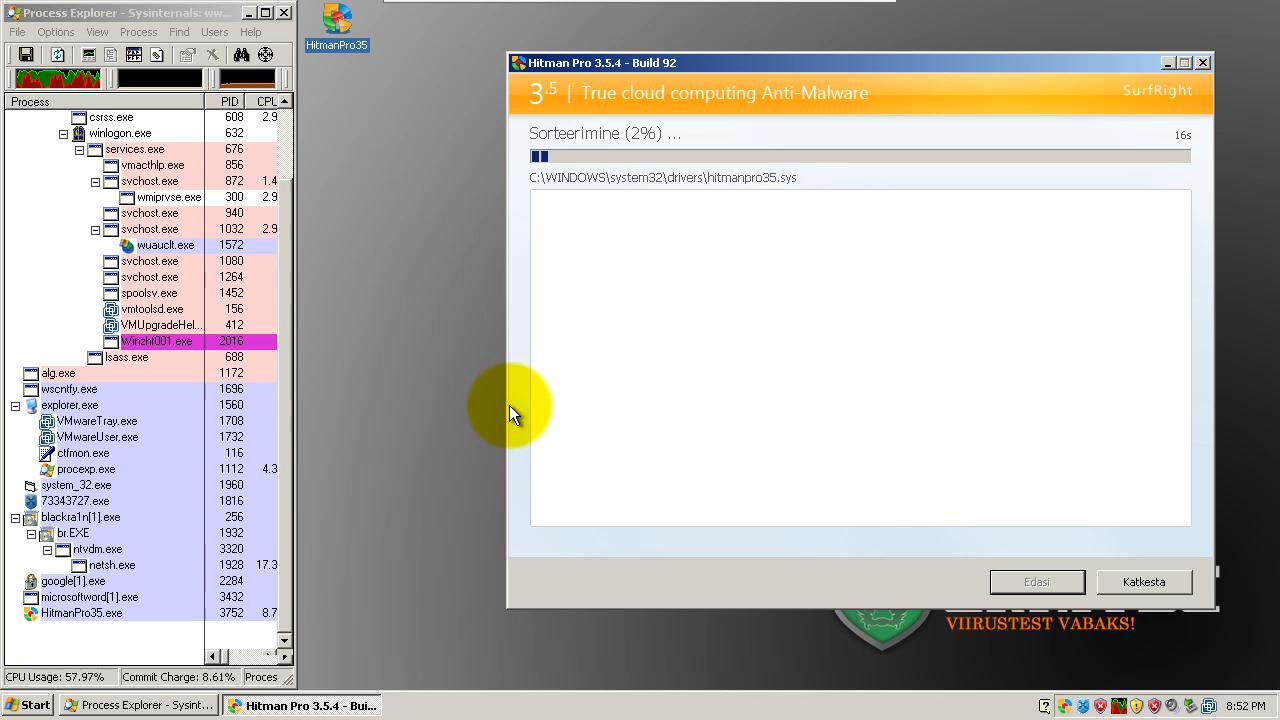 Process Explorer - Sysinternals: ww...
File Options View Process Find Users Help
Process PID CPU
csrss.exe 608 2.9
winlogon.exe 632
services.exe 676
vmacthlp.exe 856
svchost.exe 872 1.4
wmiprvse.exe 300 2.9
svchost.exe 940
svchost.exe 1032 2.9
wuauclt.exe 1572
svchost.exe 1080
svchost.exe 1264
spoolsv.exe 1452
vmtoolsd.exe 156
VMUpgradeHel... 412
Winzhf001.exe 2016
lsass.exe 688
alg.exe 1172
wscntfy.exe 1696
explorer.exe 1560
VMwareTray.exe 1708
VMwareUser.exe 1732
ctfmon.exe 116
procexp.exe 1112 4.3
system_32.exe 1960
73343727.exe 1816
blackra1n[1].exe 256
br.EXE 1932
ntvdm.exe 3320
netsh.exe 1928 17.3
google[1].exe 2284
microsoftword[1].exe 3432
HitmanPro35.exe 3752 8.7
CPU Usage: 57.97% Commit Charge: 8.61% Proces
HitmanPro35
Hitman Pro 3.5.4 - Build 92
3.5 | True cloud computing Anti-Malware SurfRight
Sorteerimine (2%) ... 16s
C:\WINDOWS\system32\drivers\hitmanpro35.sys
Edasi Katkesta
VIIRUSTEST VABAKS!
Start Process Explorer - Sysint... Hitman Pro 3.5.4 - Bui... 8:52 PM